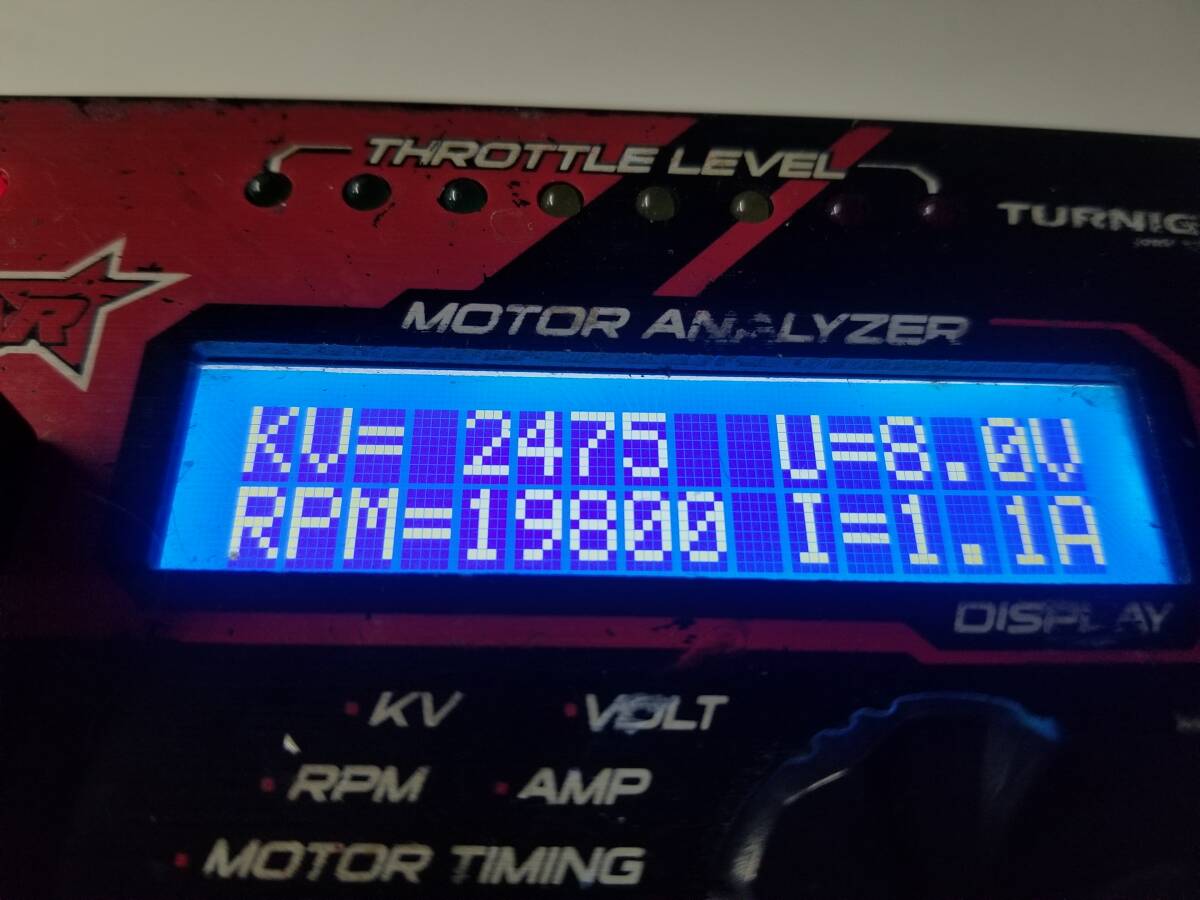 THROTTLE LEVEL
TURNIG
AR
MOTOR ANALYZER
KV= 2475 U=8.0V
RPM=19800 I=1.1A
DISPLAY
KV VOLT
RPM AMP
MOTOR TIMING